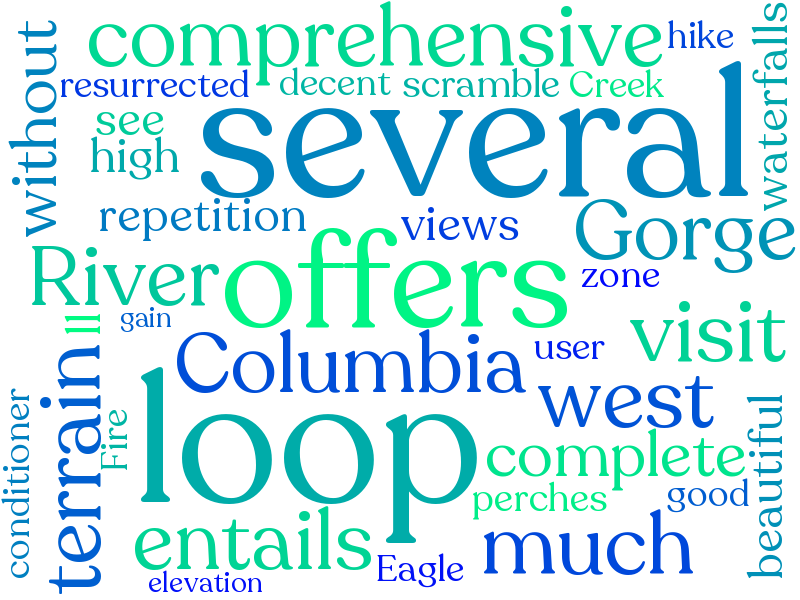 comprehensive
hike
waterfalls
without
resurrected
decent
scramble
Creek
see
several
high
repetition
views
Gorge
River
offers
zone
gain
ll
visit
Columbia
user
terrain
loop
west
conditioner
Fire
complete
beautiful
perches
good
entails
much
Eagle
elevation